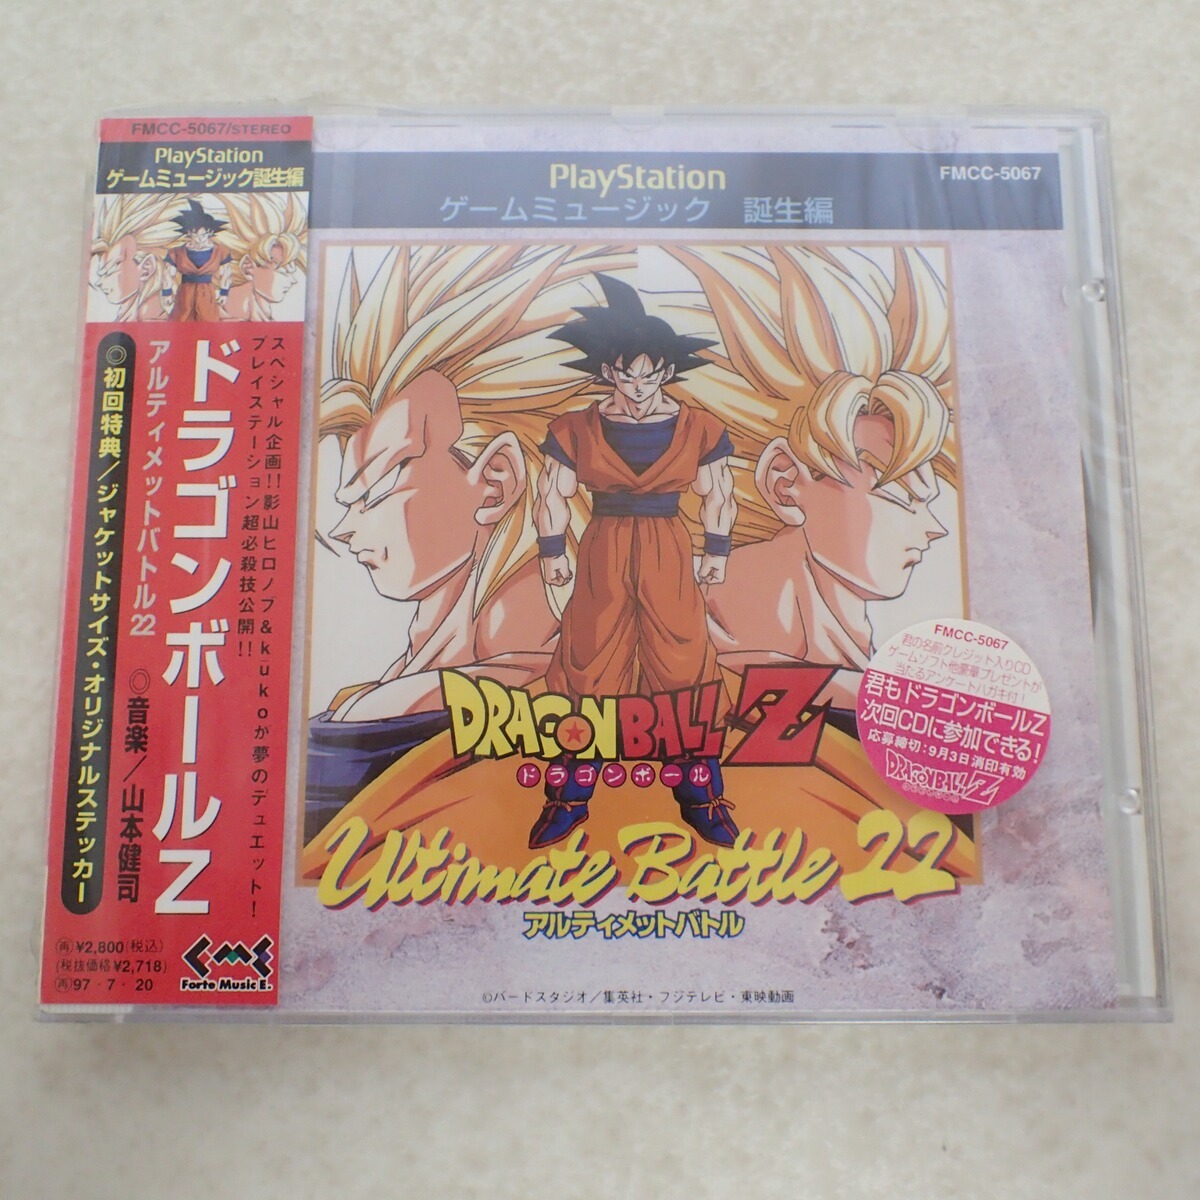 FMCC-5067/STEREO
PlayStation
ゲームミュージック誕生編
スペシャル企画!!影山ヒロノブ&kukoが夢のデュエット!
プレイステーション超必殺技公開!!
ドラゴンボールZ
アルティメットバトル22
◎音楽/山本健司
◎初回特典/ジャケットサイズ・オリジナルステッカー
再¥2,800(税込)
(税抜価格¥2,718)
再97・7・20
Forte Music E.
PlayStation
ゲームミュージック 誕生編
FMCC-5067
DRAGON BALL Z
ドラゴンボール
Ultimate Battle 22
アルティメットバトル
©バードスタジオ/集英社・フジテレビ・東映動画
FMCC-5067
君の名前クレジット入りCD
ゲームソフト他豪華プレゼントが
当たるアンケートハガキ付!
君もドラゴンボールZ
次回CDに参加できる!
応募締切:9月3日消印有効
DRAGON BALL Z